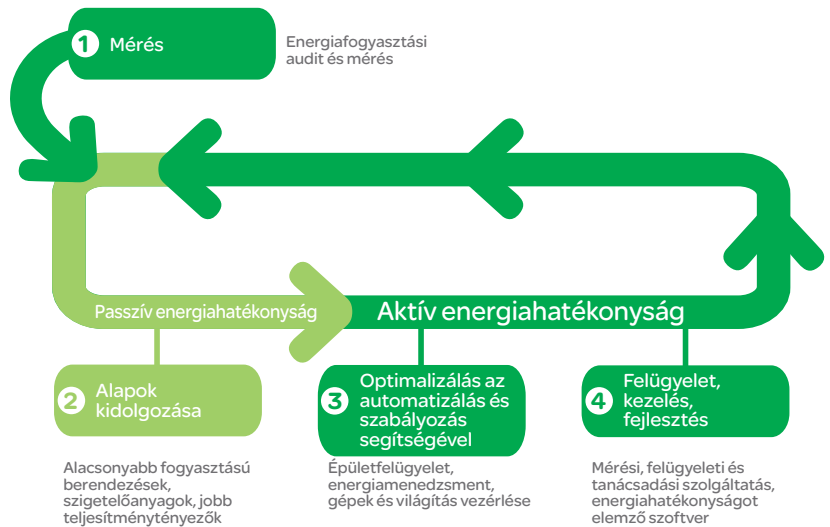 1 Mérés
Energiafogyasztási
audit és mérés
Passzív energiahatékonyság
Aktív energiahatékonyság
2 Alapok
kidolgozása
3 Optimalizálás az
automatizálás és
szabályozás
segítségével
4 Felügyelet,
kezelés,
fejlesztés
Alacsonyabb fogyasztású
berendezések,
szigetelőanyagok, jobb
teljesítménytényezők
Épületfelügyelet,
energiamenedzsment,
gépek és világítás vezérlése
Mérési, felügyeleti és
tanácsadási szolgáltatás,
energiahatékonyságot
elemző szoftver